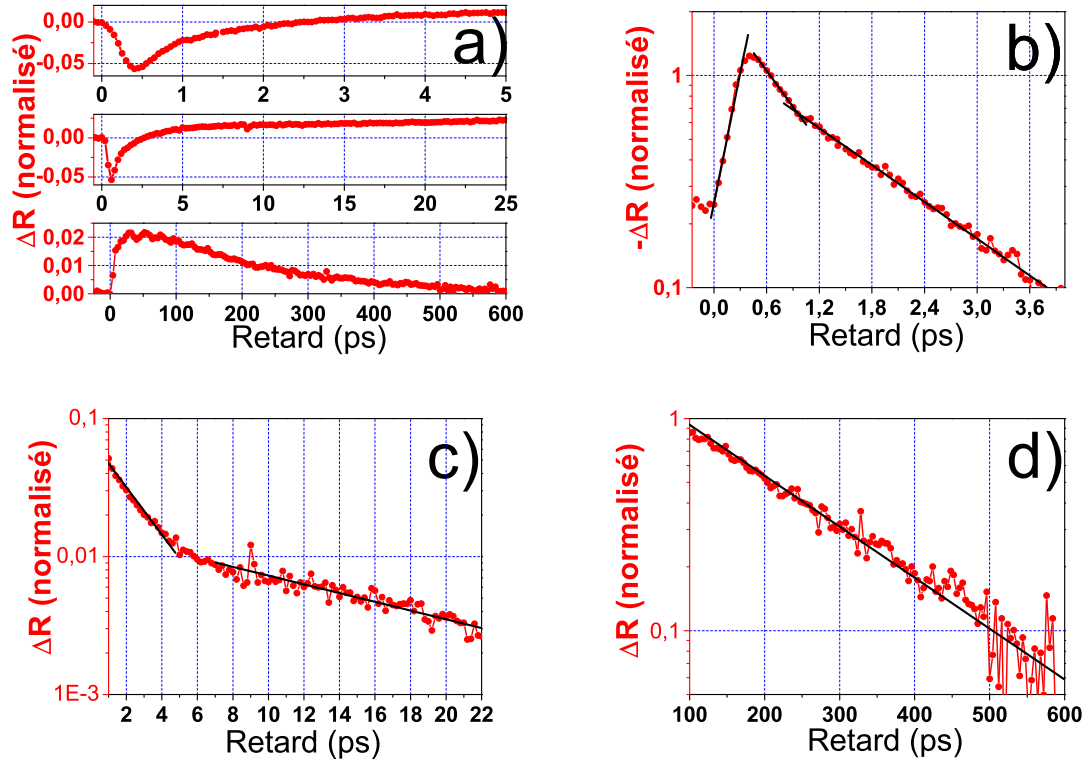 a)
ΔR (normalisé)
0,00
-0,05
0 1 2 3 4 5
0,00
-0,05
0 5 10 15 20 25
0,02
0,01
0,00
0 100 200 300 400 500 600
Retard (ps)
b)
-ΔR (normalisé)
1
0,1
0,0 0,6 1,2 1,8 2,4 3,0 3,6
Retard (ps)
c)
ΔR (normalisé)
0,1
0,01
1E-3
2 4 6 8 10 12 14 16 18 20 22
Retard (ps)
d)
ΔR (normalisé)
1
0,1
100 200 300 400 500 600
Retard (ps)